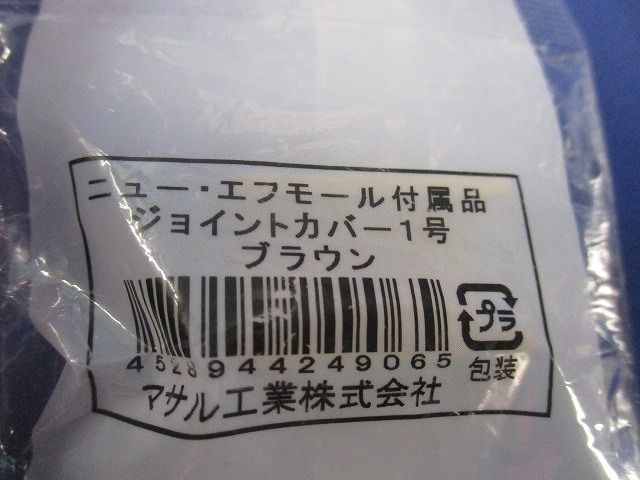 ニュー・エフモール付属品
ジョイントカバー1号
ブラウン
4528944249065
プラ
包装
マサル工業株式会社